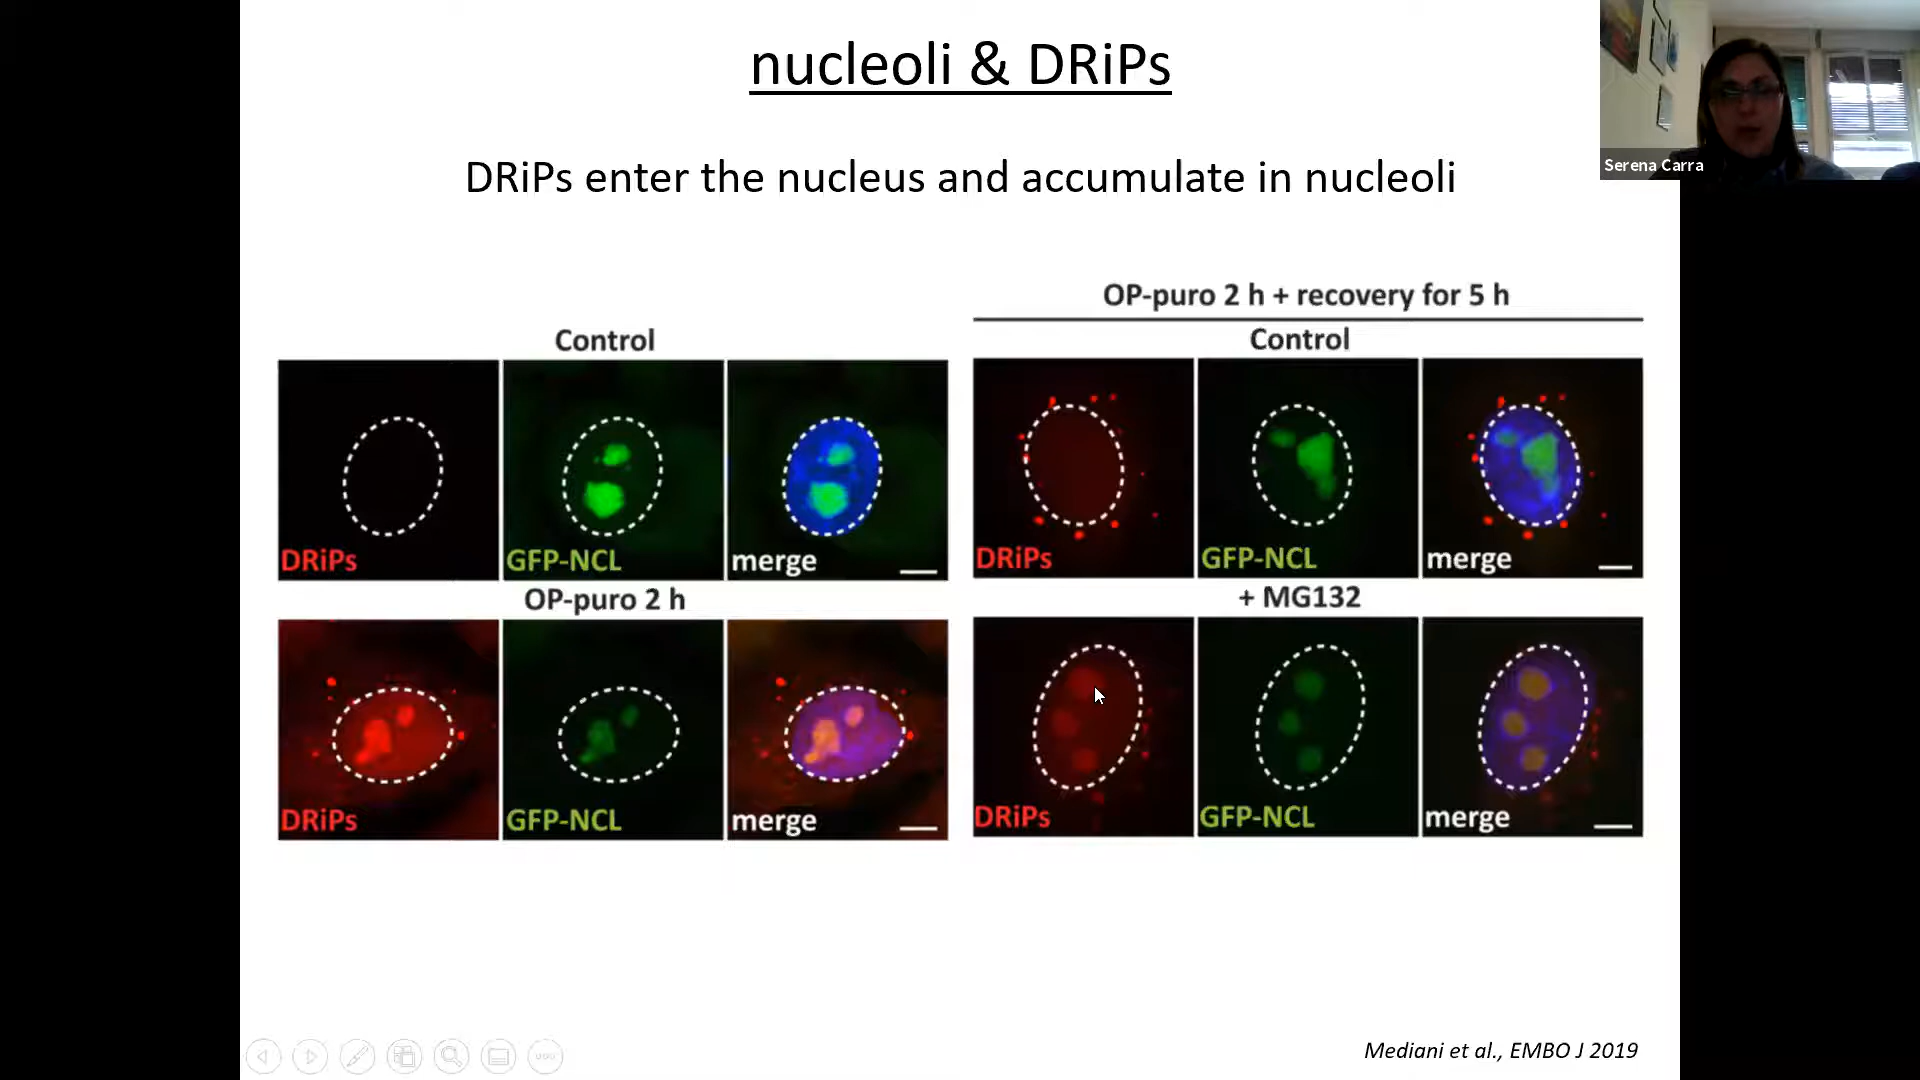 nucleoli & DRiPs
Serena Carra
DRiPs enter the nucleus and accumulate in nucleoli
Control
DRiPs GFP-NCL merge
OP-puro 2 h
DRiPs GFP-NCL merge
OP-puro 2 h + recovery for 5 h
Control
DRiPs GFP-NCL merge
+ MG132
DRiPs GFP-NCL merge
Mediani et al., EMBO J 2019